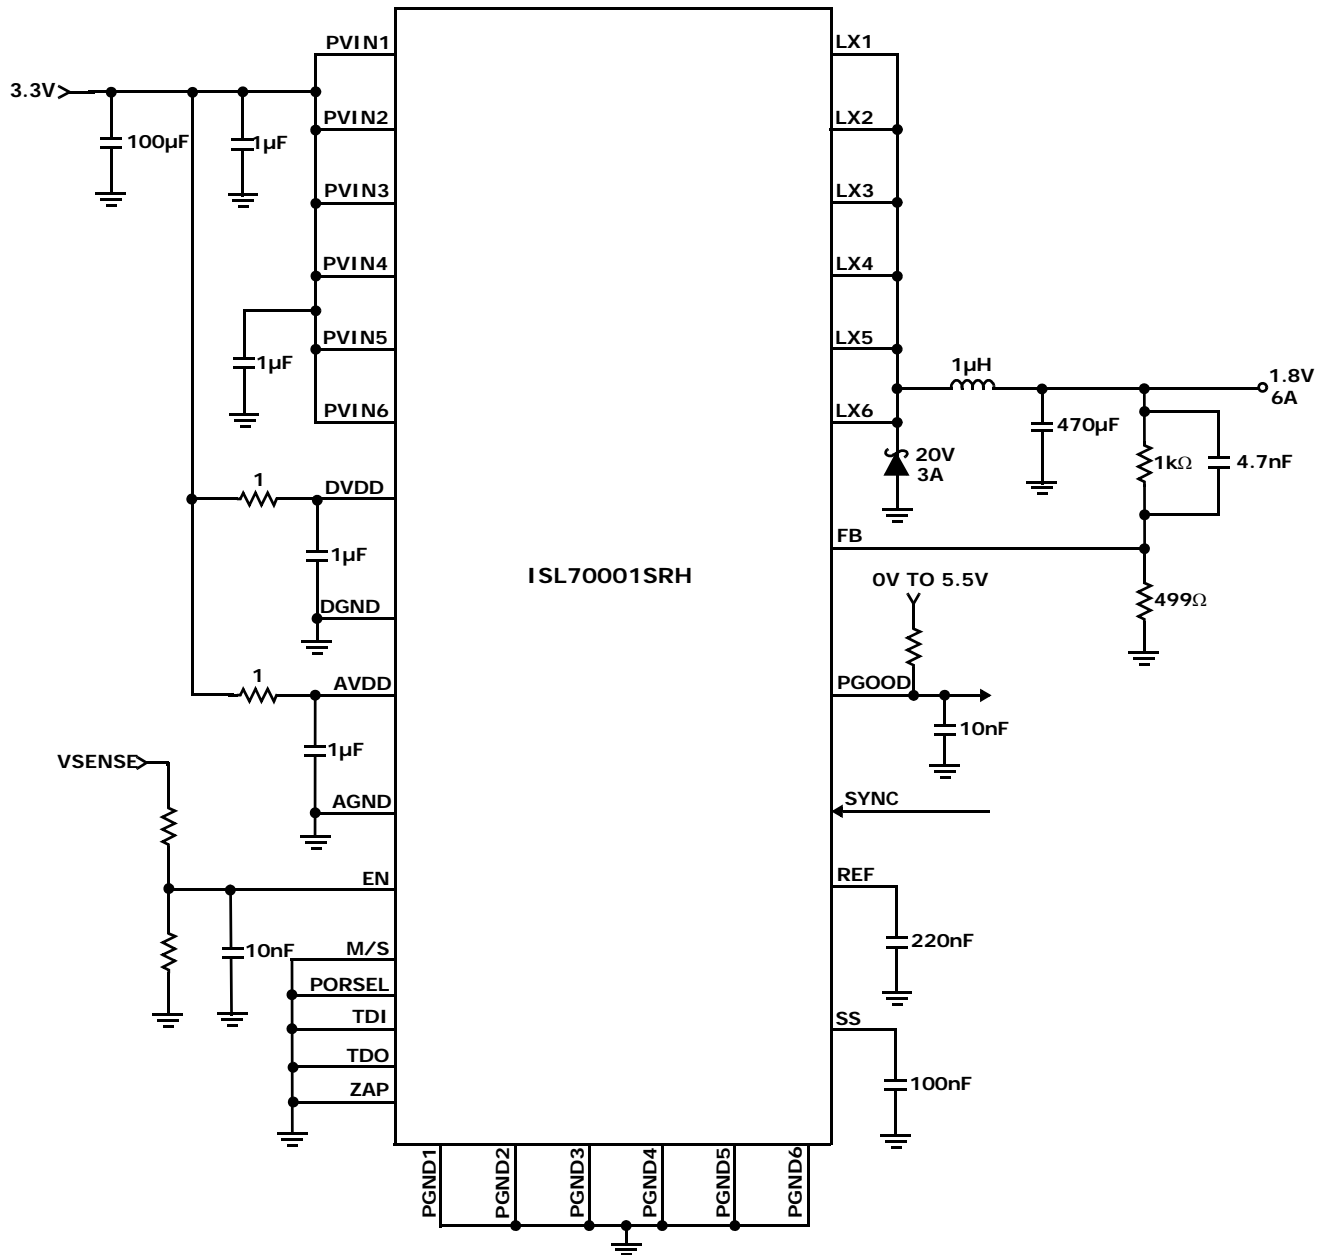 PVIN1
LX1
3.3V
100µF
1µF
PVIN2
LX2
PVIN3
LX3
PVIN4
LX4
PVIN5
LX5
1µF
1µH
1.8V
6A
PVIN6
LX6
470µF
20V
3A
1kΩ
4.7nF
1
DVDD
FB
1µF
ISL70001SRH
0V TO 5.5V
DGND
499Ω
1
AVDD
PGOOD
10nF
1µF
VSENSE
AGND
SYNC
EN
REF
10nF
M/S
220nF
PORSEL
TDI
SS
TDO
ZAP
100nF
PGND1
PGND2
PGND3
PGND4
PGND5
PGND6